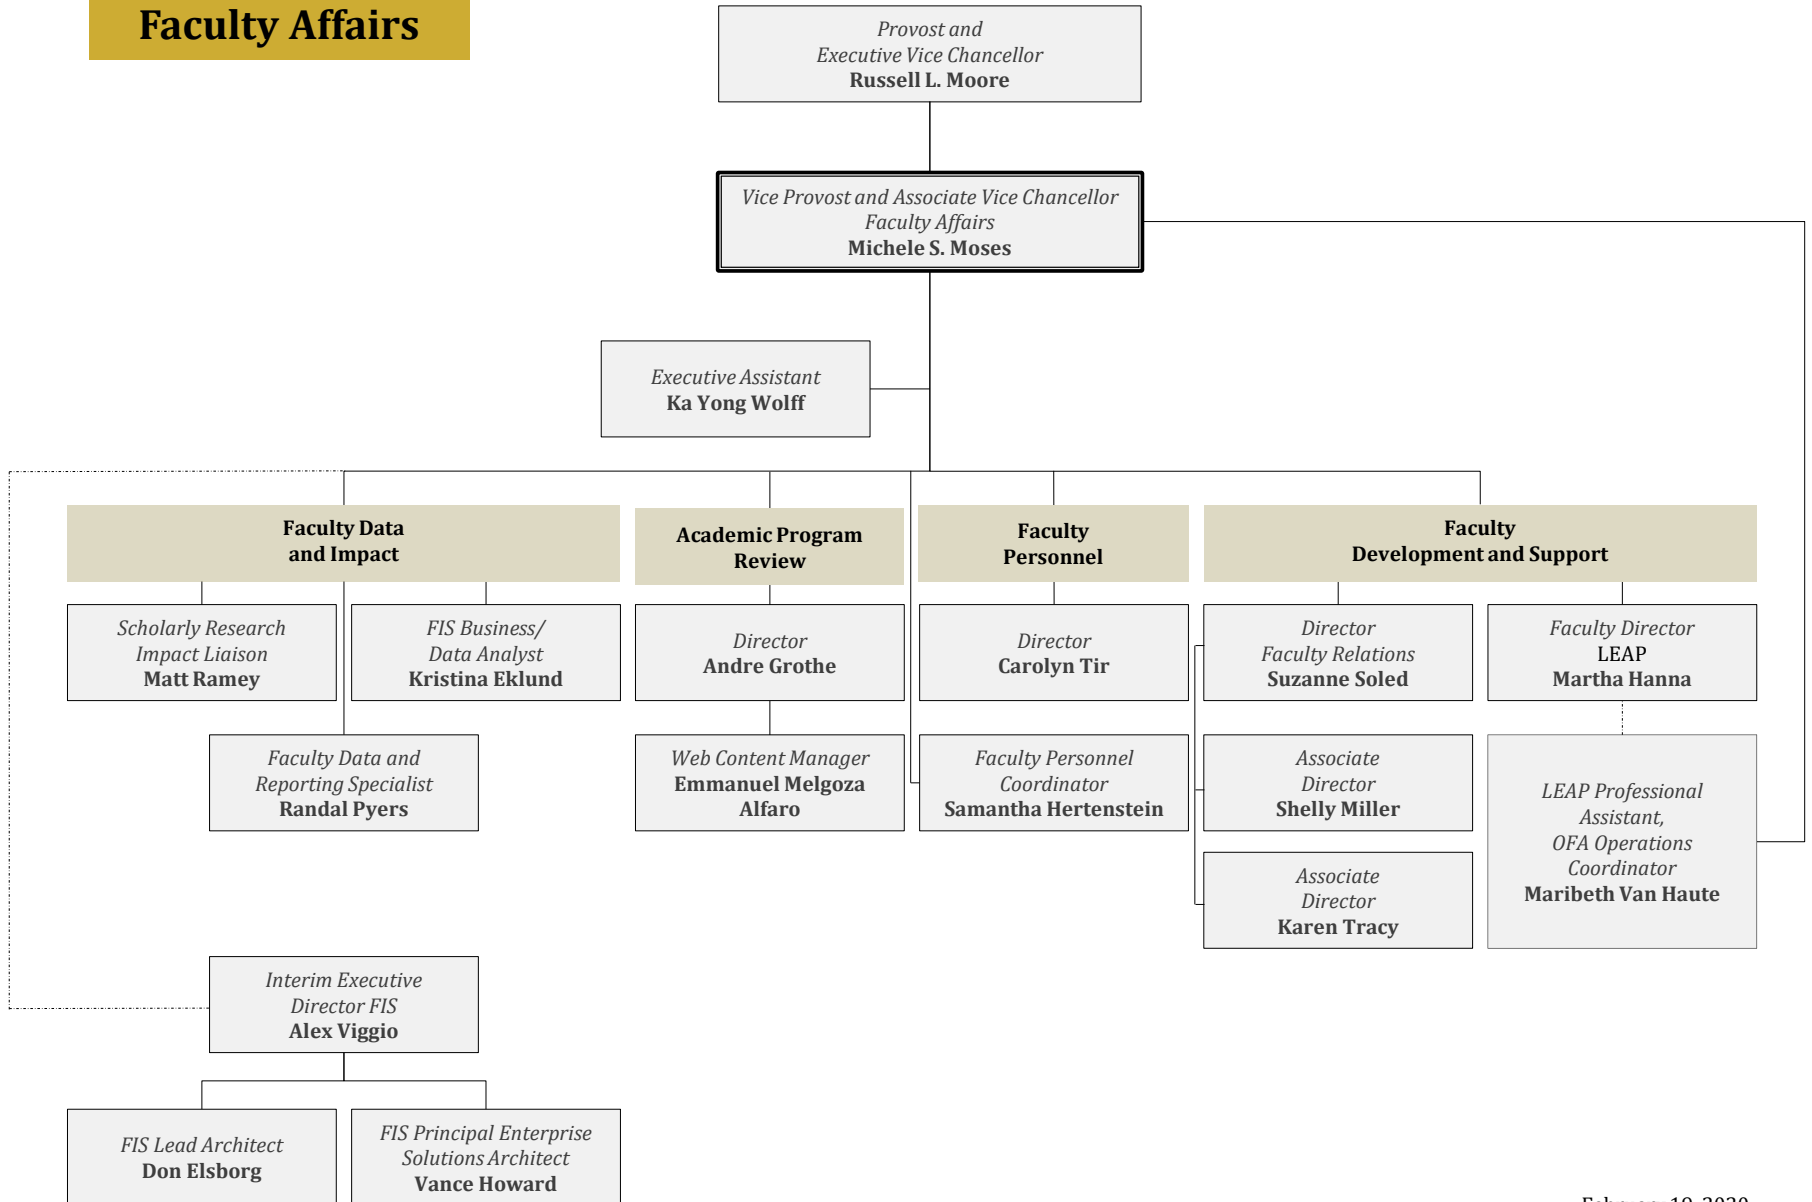 Faculty Affairs
Provost and
Executive Vice Chancellor
Russell L. Moore
Vice Provost and Associate Vice Chancellor
Faculty Affairs
Michele S. Moses
Executive Assistant
Ka Yong Wolff
Faculty Data
and Impact
Academic Program
Review
Faculty
Personnel
Faculty
Development and Support
Scholarly Research
Impact Liaison
Matt Ramey
FIS Business/
Data Analyst
Kristina Eklund
Director
Andre Grothe
Director
Carolyn Tir
Director
Faculty Relations
Suzanne Soled
Faculty Director
LEAP
Martha Hanna
Faculty Data and
Reporting Specialist
Randal Pyers
Web Content Manager
Emmanuel Melgoza
Alfaro
Faculty Personnel
Coordinator
Samantha Hertenstein
Associate
Director
Shelly Miller
LEAP Professional
Assistant,
OFA Operations
Coordinator
Maribeth Van Haute
Associate
Director
Karen Tracy
Interim Executive
Director FIS
Alex Viggio
FIS Lead Architect
Don Elsborg
FIS Principal Enterprise
Solutions Architect
Vance Howard